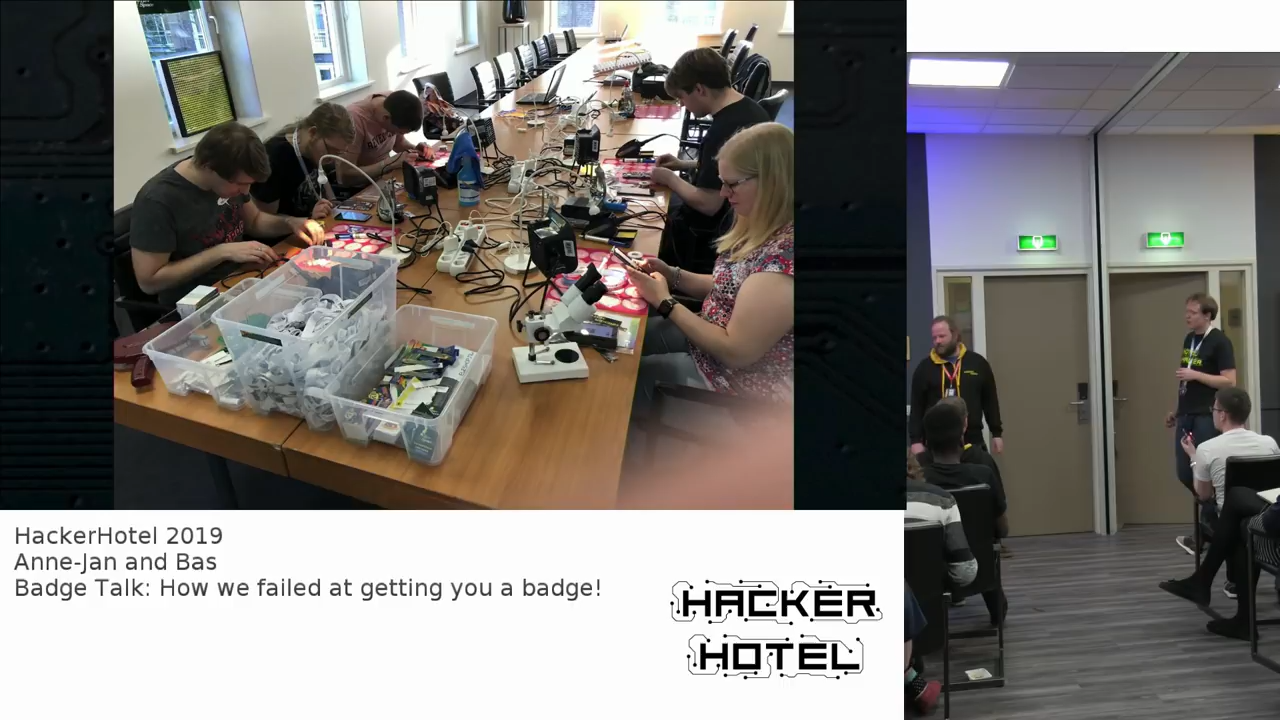 HackerHotel 2019
Anne-Jan and Bas
Badge Talk: How we failed at getting you a badge!
HACKER
HOTEL